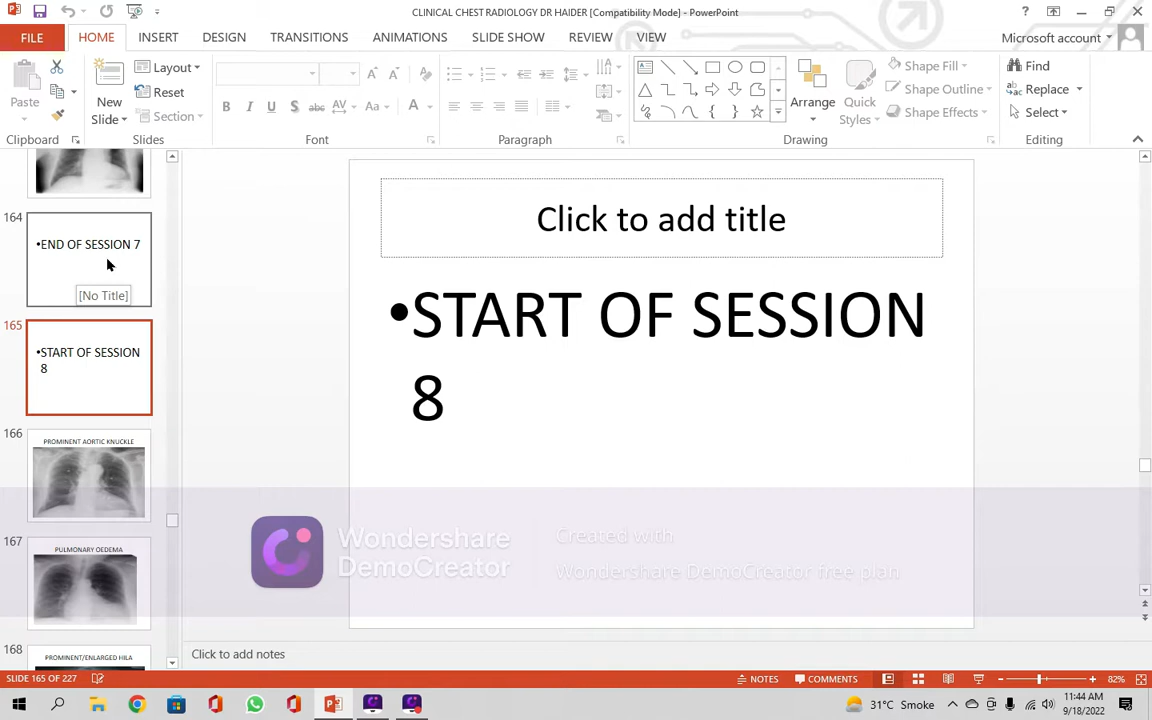 CLINICAL CHEST RADIOLOGY DR HAIDER [Compatibility Mode] - PowerPoint
FILE HOME INSERT DESIGN TRANSITIONS ANIMATIONS SLIDE SHOW REVIEW VIEW Microsoft account
Paste
New
Slide
Layout
Reset
Section
B I U S abc AV Aa A
Arrange
Quick
Styles
Shape Fill
Shape Outline
Shape Effects
Find
Replace
Select
Clipboard Slides Font Paragraph Drawing Editing
164
•END OF SESSION 7
[No Title]
165
•START OF SESSION
8
166
PROMINENT AORTIC KNUCKLE
167
PULMONARY OEDEMA
168
PROMINENT/ENLARGED HILA
Click to add title
•START OF SESSION
8
Wondershare
DemoCreator
Created with
Wondershare DemoCreator free plan
Click to add notes
SLIDE 165 OF 227 NOTES COMMENTS 82%
31°C Smoke
11:44 AM
9/18/2022